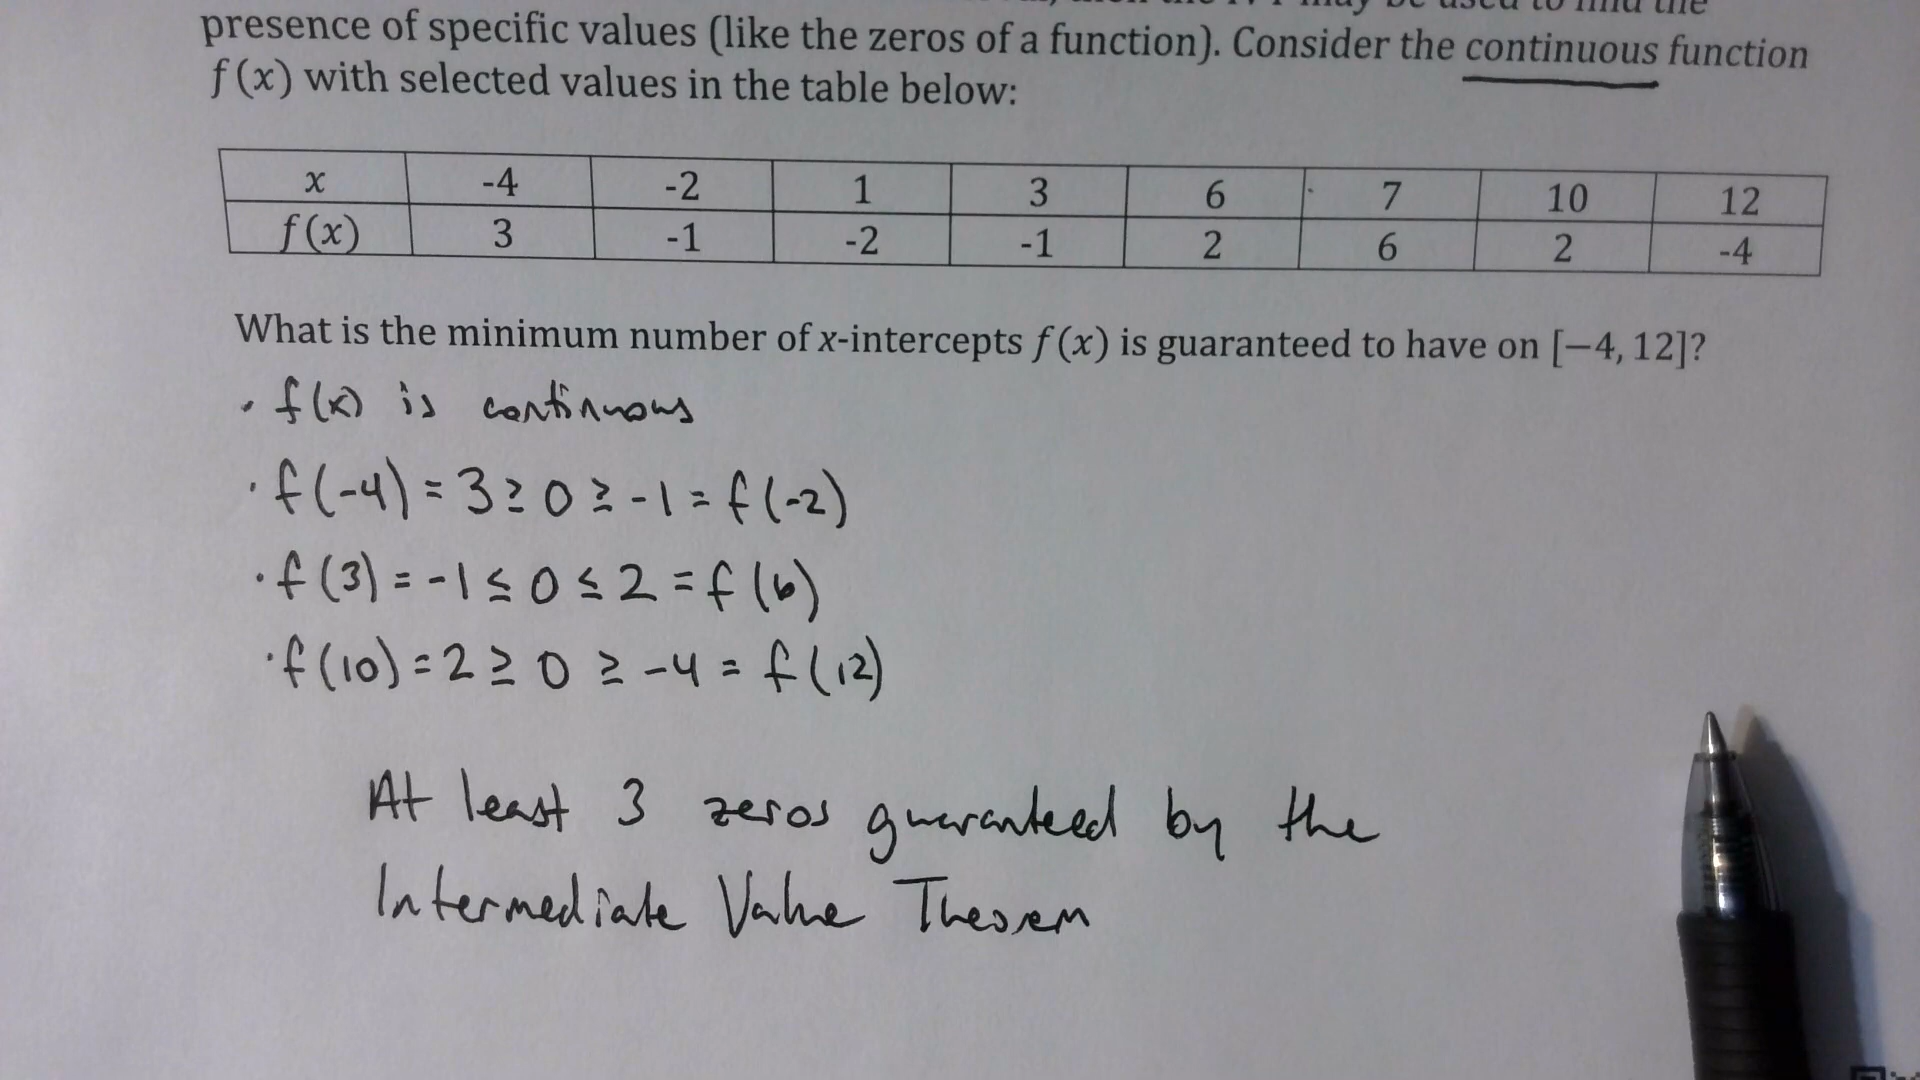 presence of specific values (like the zeros of a function). Consider the continuous function
f(x) with selected values in the table below:
x -4 -2 1 3 6 7 10 12
f(x) 3 -1 -2 -1 2 6 2 -4
What is the minimum number of x-intercepts f(x) is guaranteed to have on [−4, 12]?
· f(x) is continuous
· f(-4) = 3 ≥ 0 ≥ -1 = f(-2)
· f(3) = -1 ≤ 0 ≤ 2 = f(6)
· f(10) = 2 ≥ 0 ≥ -4 = f(12)
At least 3 zeros guaranteed by the
Intermediate Value Theorem